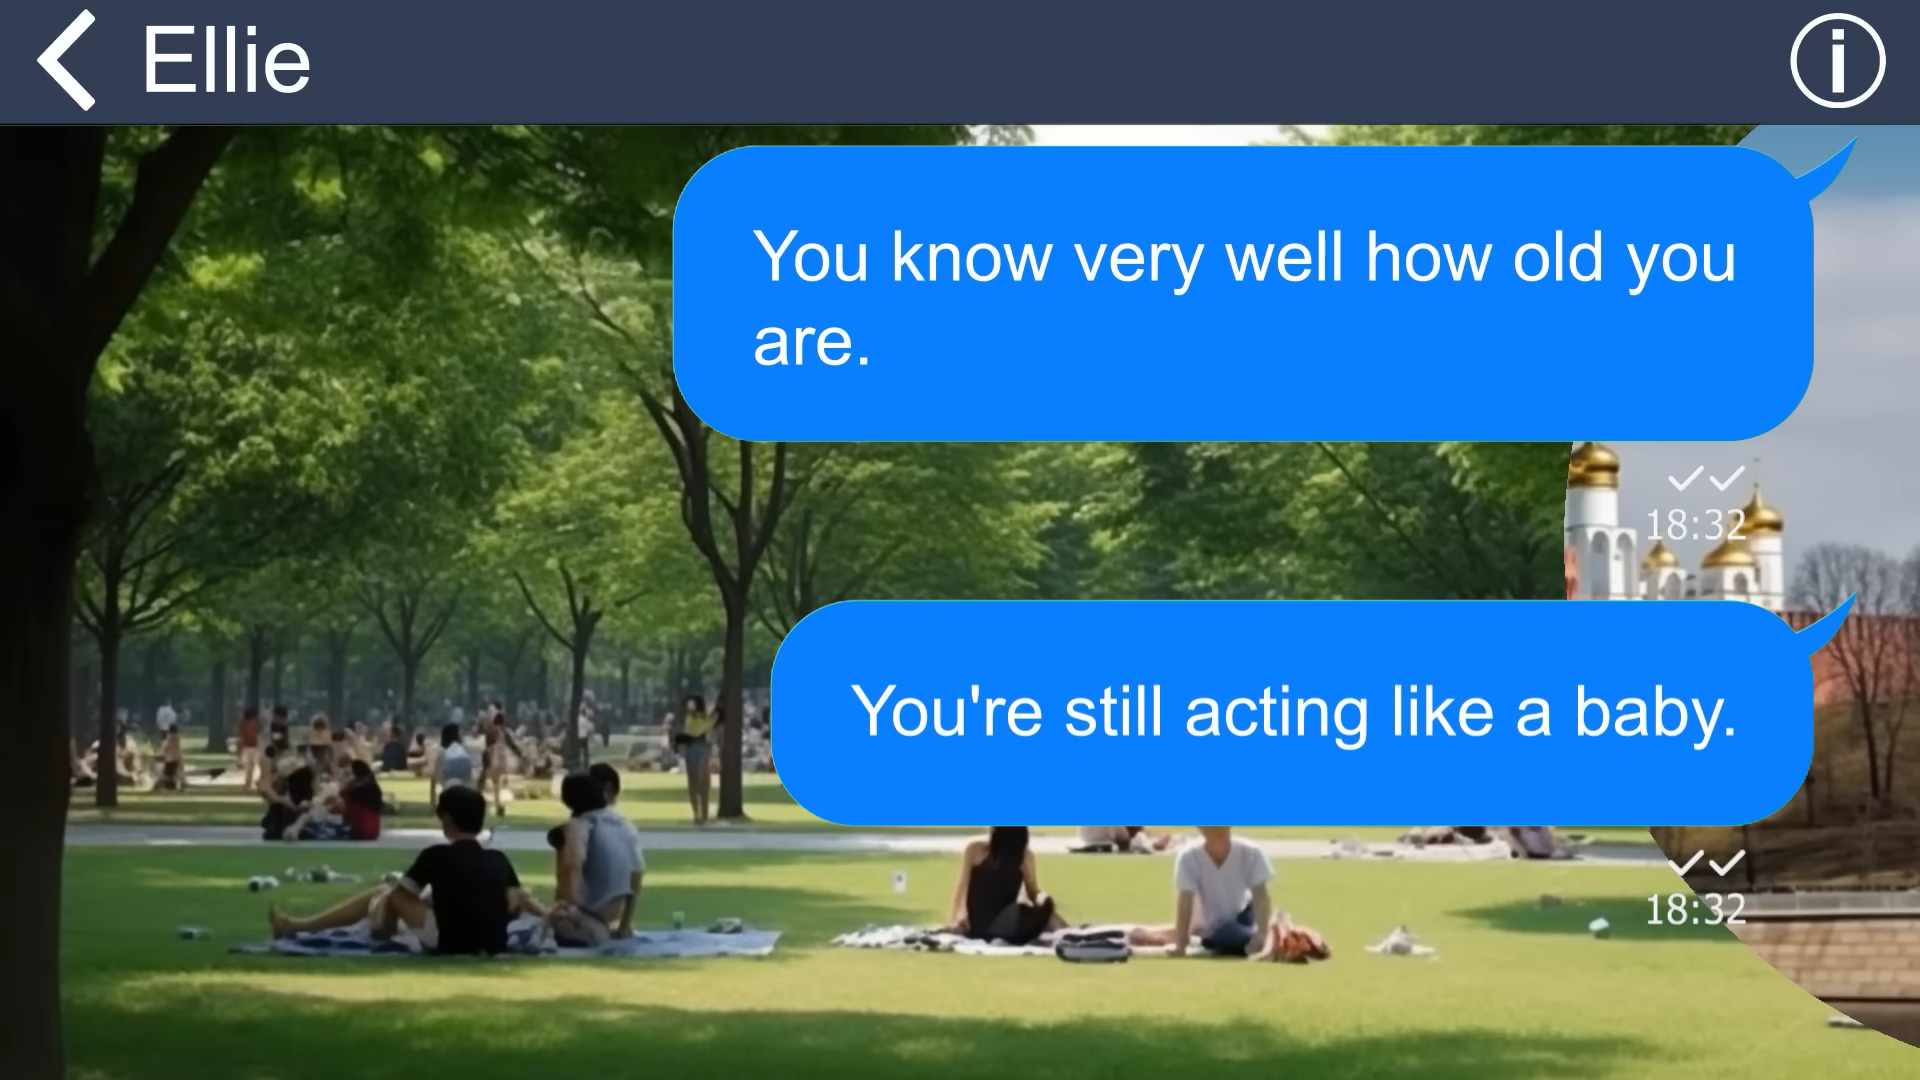 Ellie
You know very well how old you
are.
18:32
You're still acting like a baby.
18:32